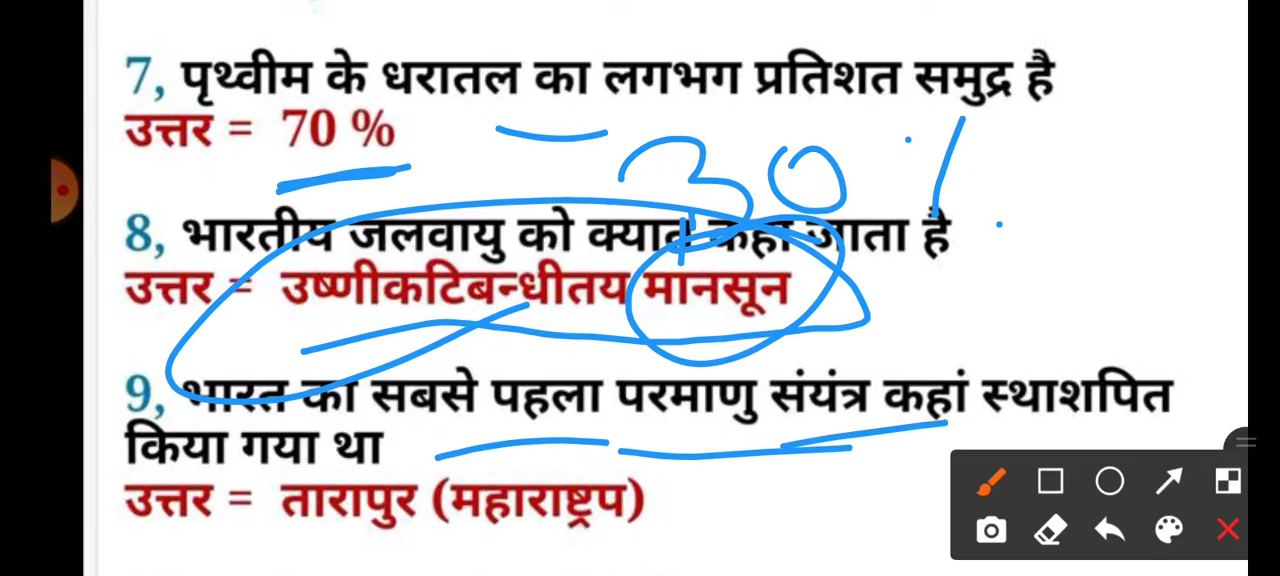 7, पृथ्वीम के धरातल का लगभग प्रतिशत समुद्र है
उत्तर = 70 %
30 %
8, भारतीय जलवायु को क्यात कहा जाता है
उत्तर = उष्णीकटिबन्धीतय मानसून
9, भारत का सबसे पहला परमाणु संयंत्र कहां स्थाशपित
किया गया था
उत्तर = तारापुर (महाराष्ट्रप)